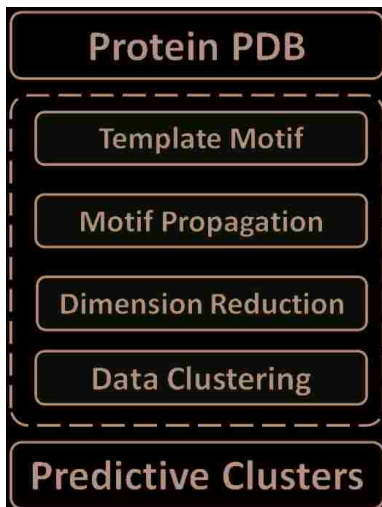 Protein PDB
Template Motif
Motif Propagation
Dimension Reduction
Data Clustering
Predictive Clusters